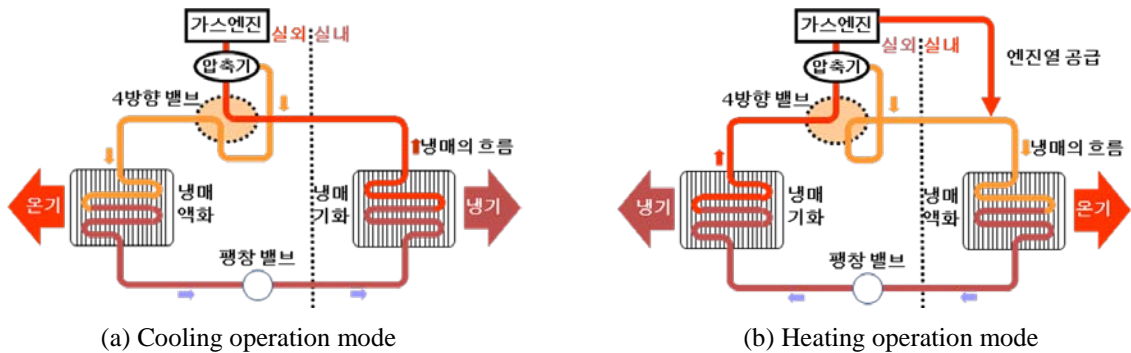 가스엔진
실외 실내
압축기
4방향 밸브
냉매의 흐름
온기
냉매
액화
냉매
기화
냉기
팽창 밸브
(a) Cooling operation mode
가스엔진
실외 실내
엔진열 공급
압축기
4방향 밸브
냉매의 흐름
냉기
냉매
기화
냉매
액화
온기
팽창 밸브
(b) Heating operation mode